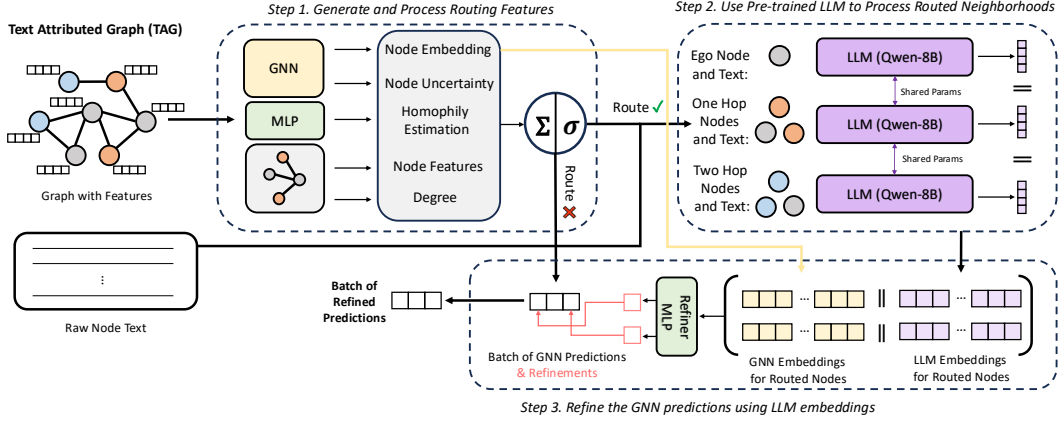 Step 1. Generate and Process Routing Features
Step 2. Use Pre-trained LLM to Process Routed Neighborhoods
Text Attributed Graph (TAG)
Graph with Features
GNN
MLP
Node Embedding
Node Uncertainty
Homophily
Estimation
Node Features
Degree
Σ
σ
Route ✓
Route ✗
Ego Node
and Text:
LLM (Qwen-8B)
Shared Params
One Hop
Nodes
and Text:
LLM (Qwen-8B)
Shared Params
Two Hop
Nodes
and Text:
LLM (Qwen-8B)
⋮
Raw Node Text
Batch of
Refined
Predictions
Batch of GNN Predictions
& Refinements
Refiner
MLP
...
...
...
...
GNN Embeddings
for Routed Nodes
LLM Embeddings
for Routed Nodes
Step 3. Refine the GNN predictions using LLM embeddings